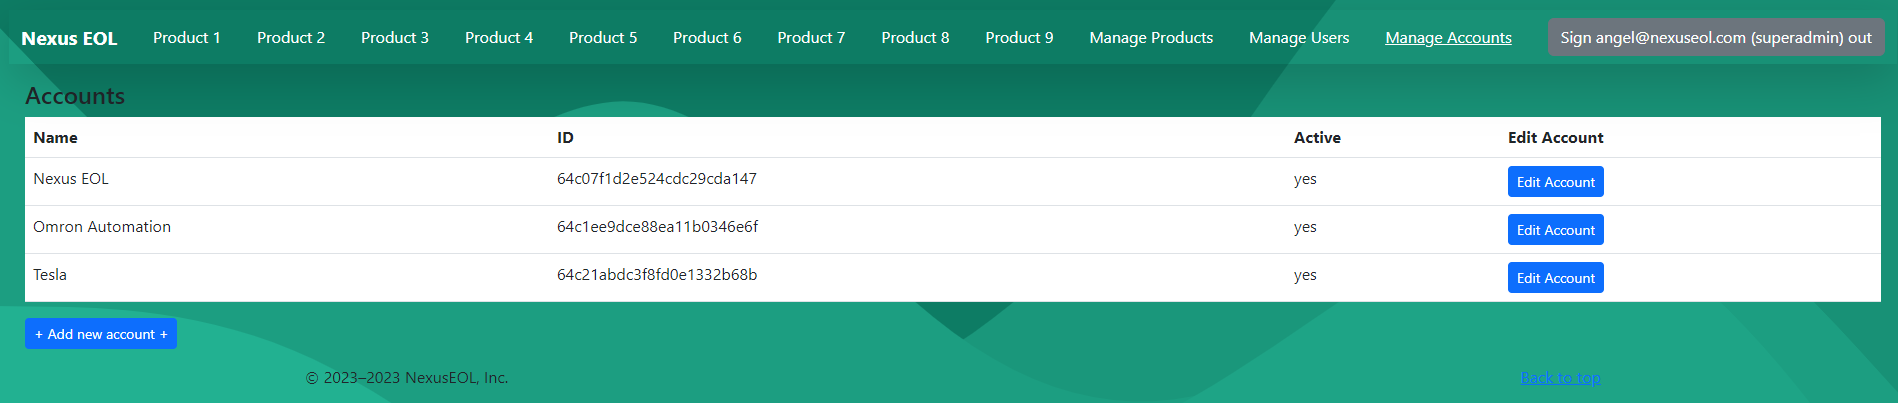 Nexus EOL Product 1 Product 2 Product 3 Product 4 Product 5 Product 6 Product 7 Product 8 Product 9 Manage Products Manage Users Manage Accounts Sign angel@nexuseol.com (superadmin) out
Accounts
Name ID Active Edit Account
Nexus EOL 64c07f1d2e524cdc29cda147 yes Edit Account
Omron Automation 64c1ee9dce88ea11b0346e6f yes Edit Account
Tesla 64c21abdc3f8fd0e1332b68b yes Edit Account
+ Add new account +
© 2023–2023 NexusEOL, Inc. Back to top